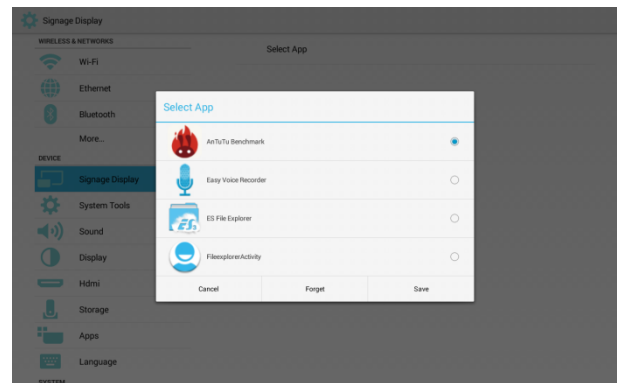 Signage Display
WIRELESS & NETWORKS
Select App
Wi-Fi
Ethernet
Bluetooth
More...
DEVICE
Signage Display
System Tools
Sound
Display
Hdmi
Storage
Apps
Language
SYSTEM
Select App
AnTuTu Benchmark
Easy Voice Recorder
ES File Explorer
FileexplorerActivity
Cancel Forget Save